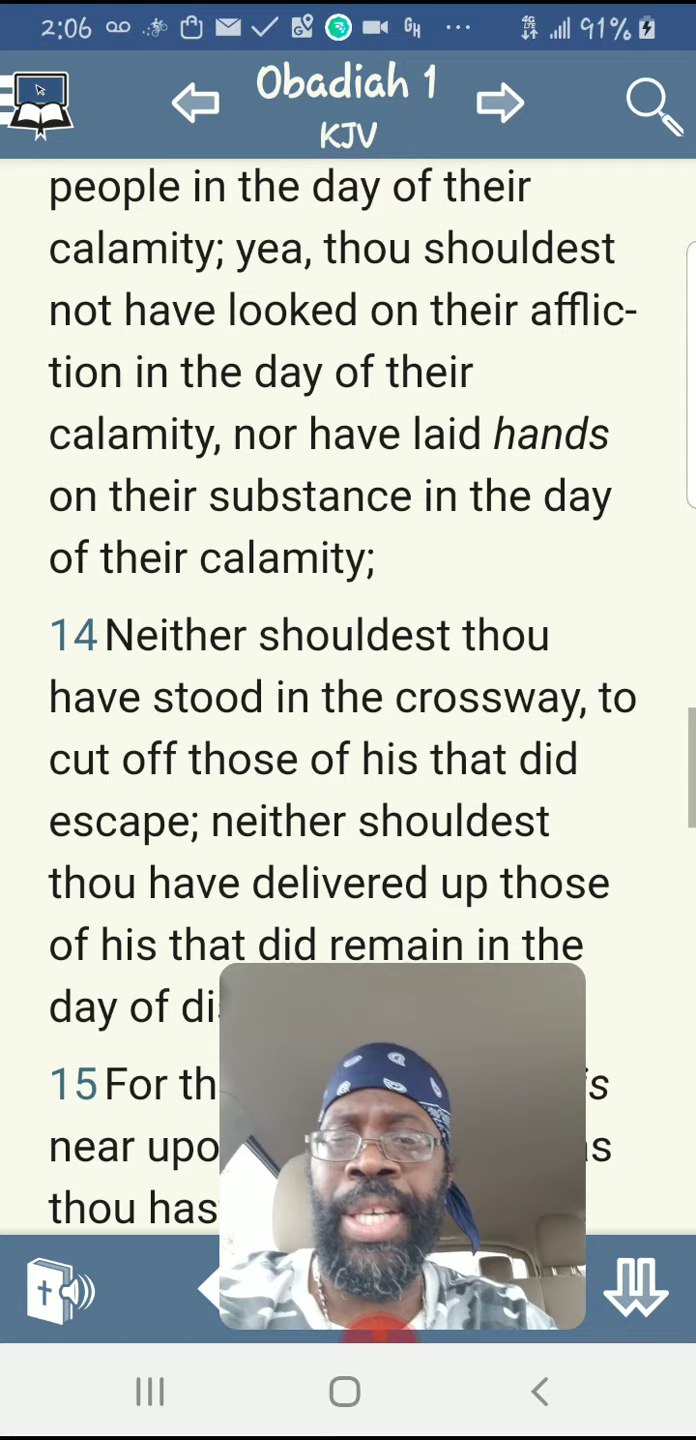 2:06
91%
Obadiah 1
KJV
people in the day of their
calamity; yea, thou shouldest
not have looked on their afflic-
tion in the day of their
calamity, nor have laid hands
on their substance in the day
of their calamity;
14 Neither shouldest thou
have stood in the crossway, to
cut off those of his that did
escape; neither shouldest
thou have delivered up those
of his that did remain in the
day of
15 For
near
thou